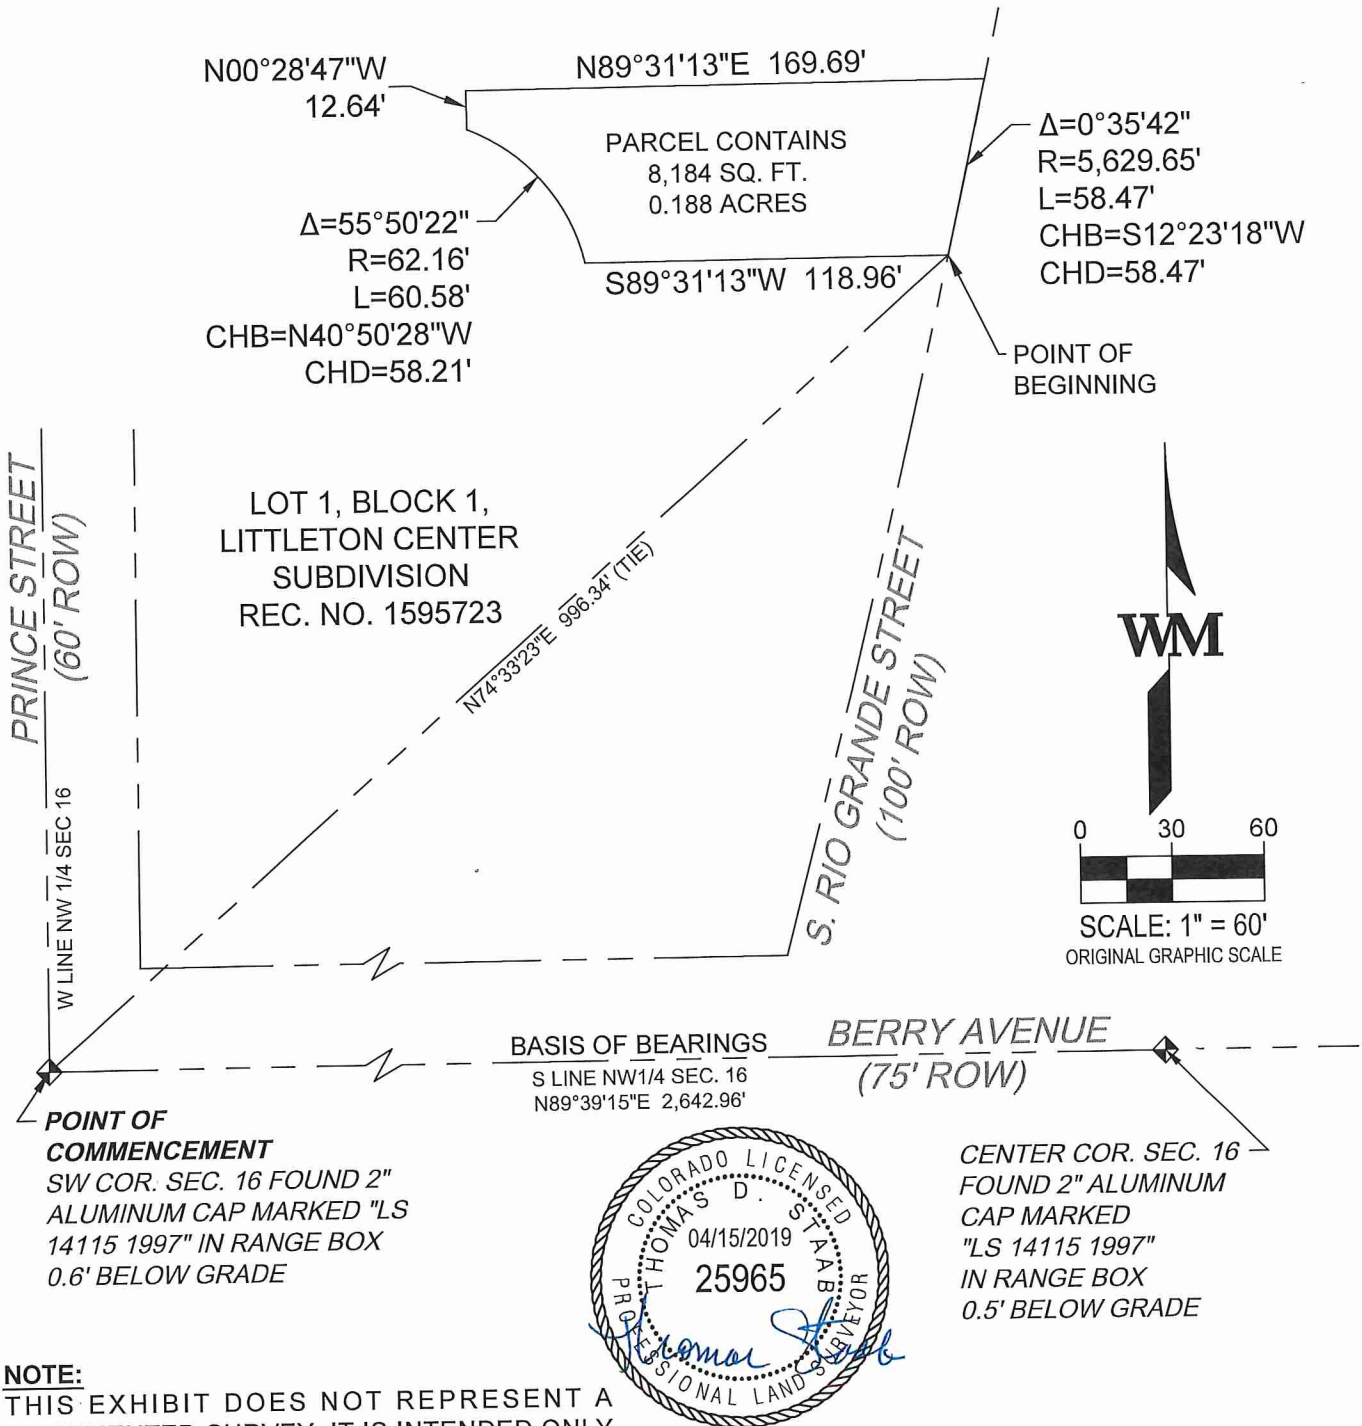 N00°28'47"W
12.64'
N89°31'13"E 169.69'
PARCEL CONTAINS
8,184 SQ. FT.
0.188 ACRES
Δ=0°35'42"
R=5,629.65'
L=58.47'
CHB=S12°23'18"W
CHD=58.47'
Δ=55°50'22"
R=62.16'
L=60.58'
CHB=N40°50'28"W
CHD=58.21'
S89°31'13"W 118.96'
POINT OF
BEGINNING
PRINCE STREET
(60' ROW)
LOT 1, BLOCK 1,
LITTLETON CENTER
SUBDIVISION
REC. NO. 1595723
N74°33'23"E 996.34' (TIE)
S. RIO GRANDE STREET
(100' ROW)
WM
W LINE NW 1/4 SEC 16
0 30 60
SCALE: 1" = 60'
ORIGINAL GRAPHIC SCALE
BASIS OF BEARINGS
S LINE NW1/4 SEC. 16
N89°39'15"E 2,642.96'
BERRY AVENUE
(75' ROW)
POINT OF
COMMENCEMENT
SW COR. SEC. 16 FOUND 2"
ALUMINUM CAP MARKED "LS
14115 1997" IN RANGE BOX
0.6' BELOW GRADE
COLORADO LICENSED
THOMAS D. STAAB
04/15/2019
25965
PROFESSIONAL LAND SURVEYOR
Thomas Staab
CENTER COR. SEC. 16
FOUND 2" ALUMINUM
CAP MARKED
"LS 14115 1997"
IN RANGE BOX
0.5' BELOW GRADE
NOTE:
THIS EXHIBIT DOES NOT REPRESENT A
SURVEY. IT IS INTENDED ONLY